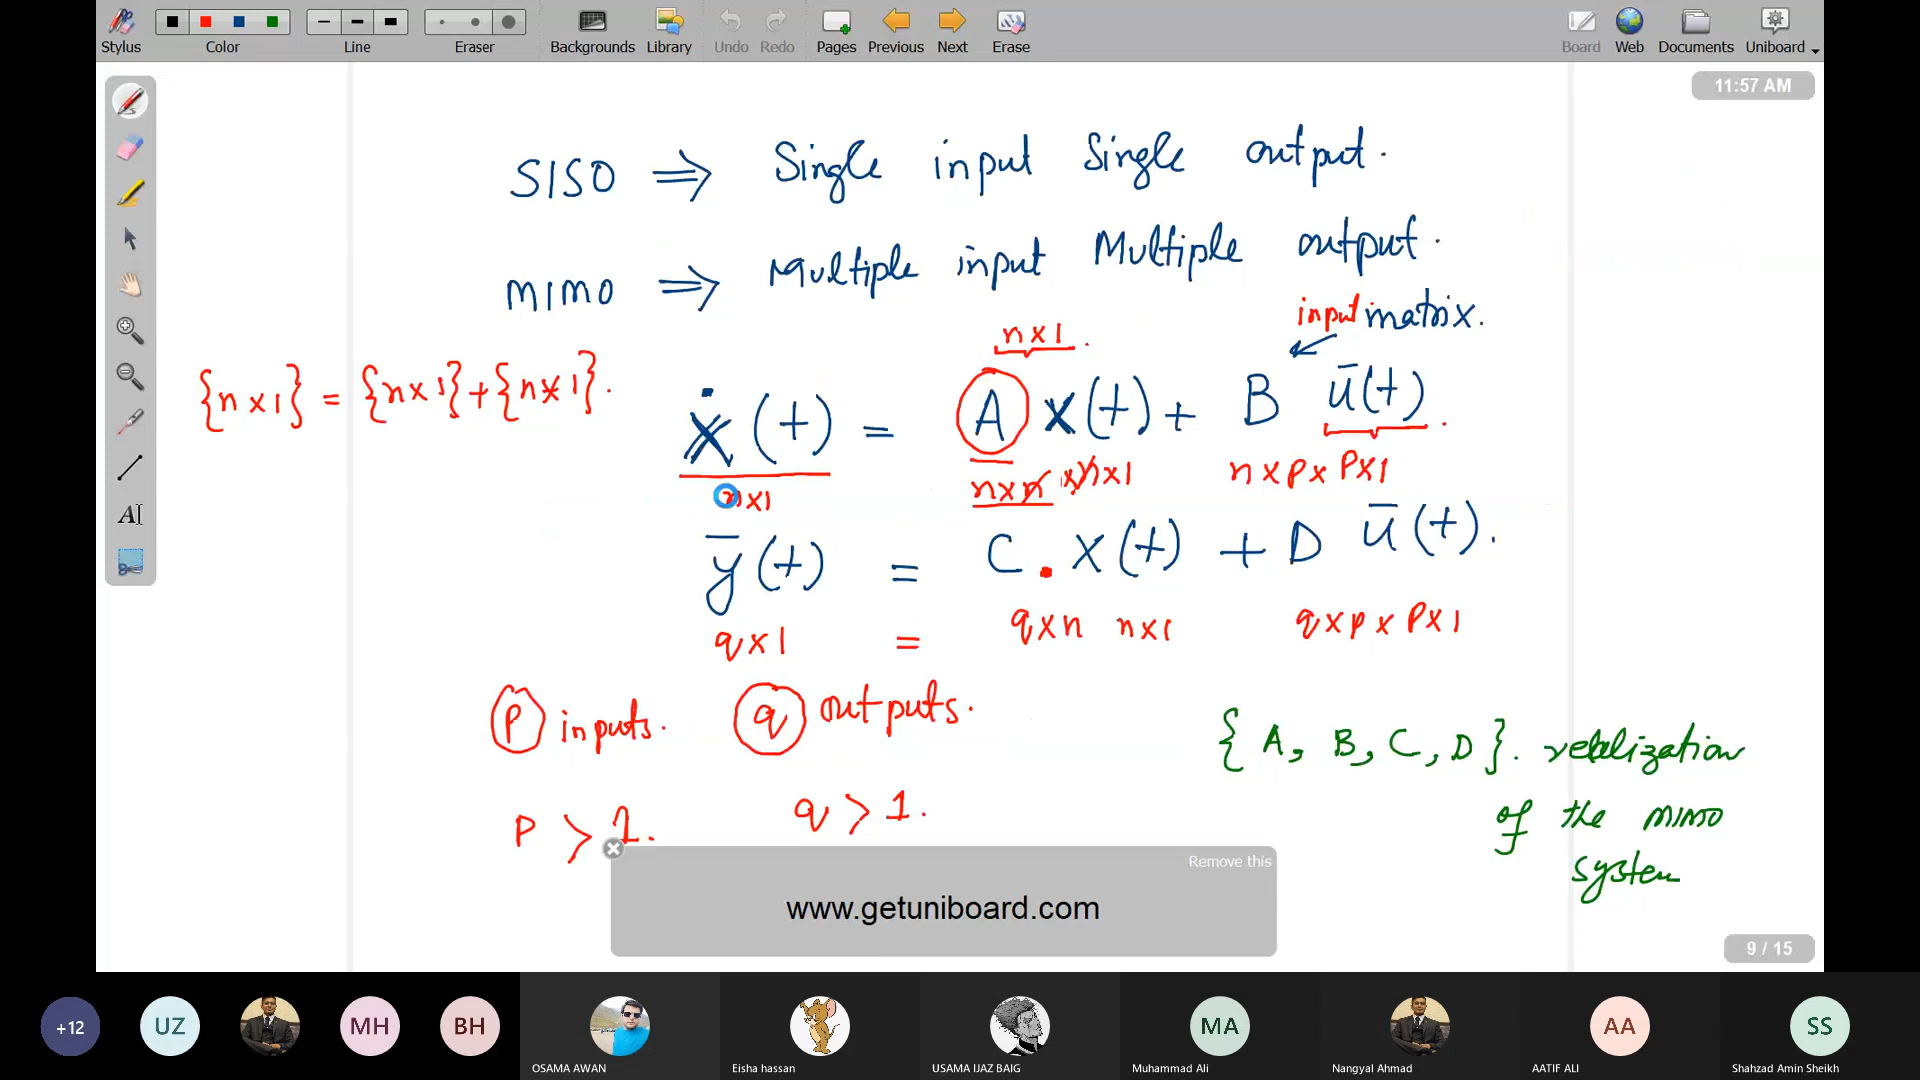 Stylus Color Line Eraser Backgrounds Library Undo Redo Pages Previous Next Erase Board Web Documents Uniboard
11:57 AM
SISO ⇒ Single input Single output.
MIMO ⇒ Multiple input Multiple output.
input matrix.
n×1.
{n×1} = {n×1}+{n×1}.
ẋ(t) = A x(t) + B ū(t).
n×1 n×n×n×1 n×p×p×1
ȳ(t) = C . x(t) + D ū(t).
q×1 = q×n n×1 q×p×p×1
P inputs. q outputs.
{A, B, C, D}. realization
of the MIMO
system
P > 1. q > 1.
Remove this
www.getuniboard.com
9 / 15
+12 UZ MH BH MA AA SS
OSAMA AWAN Eisha hassan USAMA IJAZ BAIG Muhammad Ali Nangyal Ahmad AATIF ALI Shahzad Amin Sheikh
A